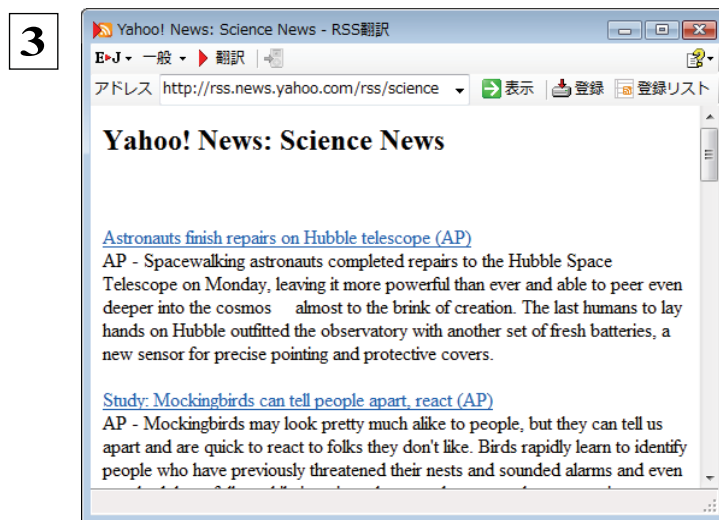 3
Yahoo! News: Science News - RSS翻訳
E▸J 一般 翻訳
アドレス http://rss.news.yahoo.com/rss/science 表示 登録 登録リスト
Yahoo! News: Science News
Astronauts finish repairs on Hubble telescope (AP)
AP - Spacewalking astronauts completed repairs to the Hubble Space
Telescope on Monday, leaving it more powerful than ever and able to peer even
deeper into the cosmos almost to the brink of creation. The last humans to lay
hands on Hubble outfitted the observatory with another set of fresh batteries, a
new sensor for precise pointing and protective covers.
Study: Mockingbirds can tell people apart, react (AP)
AP - Mockingbirds may look pretty much alike to people, but they can tell us
apart and are quick to react to folks they don't like. Birds rapidly learn to identify
people who have previously threatened their nests and sounded alarms and even